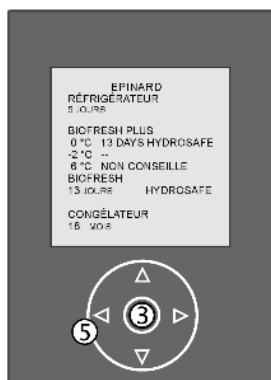 EPINARD
RÉFRIGÉRATEUR
5 JOURS
BIOFRESH PLUS
0 °C 13 DAYS HYDROSAFE
-2 °C --
6 °C NON CONSEILLE
BIOFRESH
13 JOURS HYDROSAFE
CONGÉLATEUR
18 MOIS
3
5